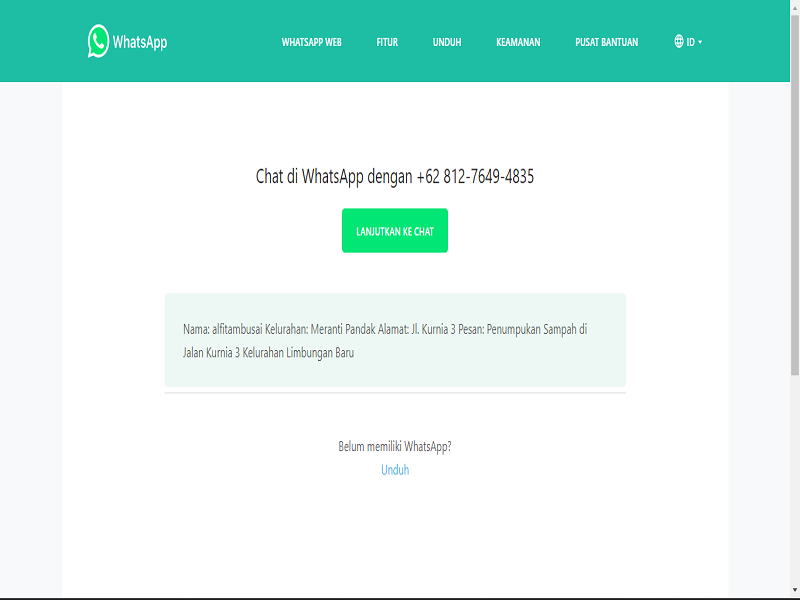 WhatsApp
WHATSAPP WEB FITUR UNDUH KEAMANAN PUSAT BANTUAN ID
Chat di WhatsApp dengan +62 812-7649-4835
LANJUTKAN KE CHAT
Nama: alfitambusai Kelurahan: Meranti Pandak Alamat: Jl. Kurnia 3 Pesan: Penumpukan Sampah di
Jalan Kurnia 3 Kelurahan Limbungan Baru
Belum memiliki WhatsApp?
Unduh